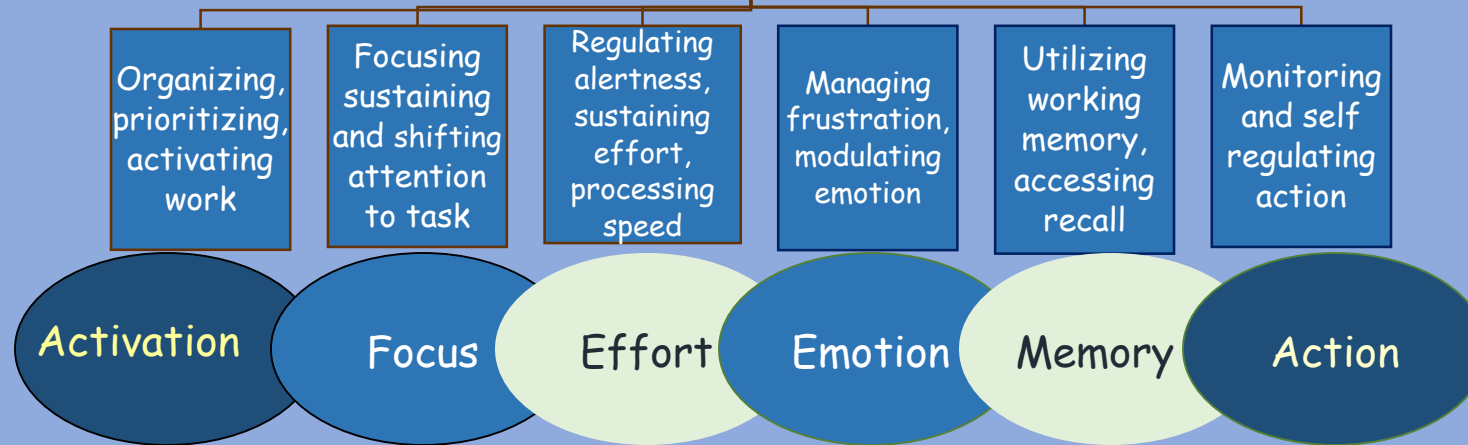 Organizing,
prioritizing,
activating
work
Focusing
sustaining
and shifting
attention
to task
Regulating
alertness,
sustaining
effort,
processing
speed
Managing
frustration,
modulating
emotion
Utilizing
working
memory,
accessing
recall
Monitoring
and self
regulating
action
Activation
Focus
Effort
Emotion
Memory
Action